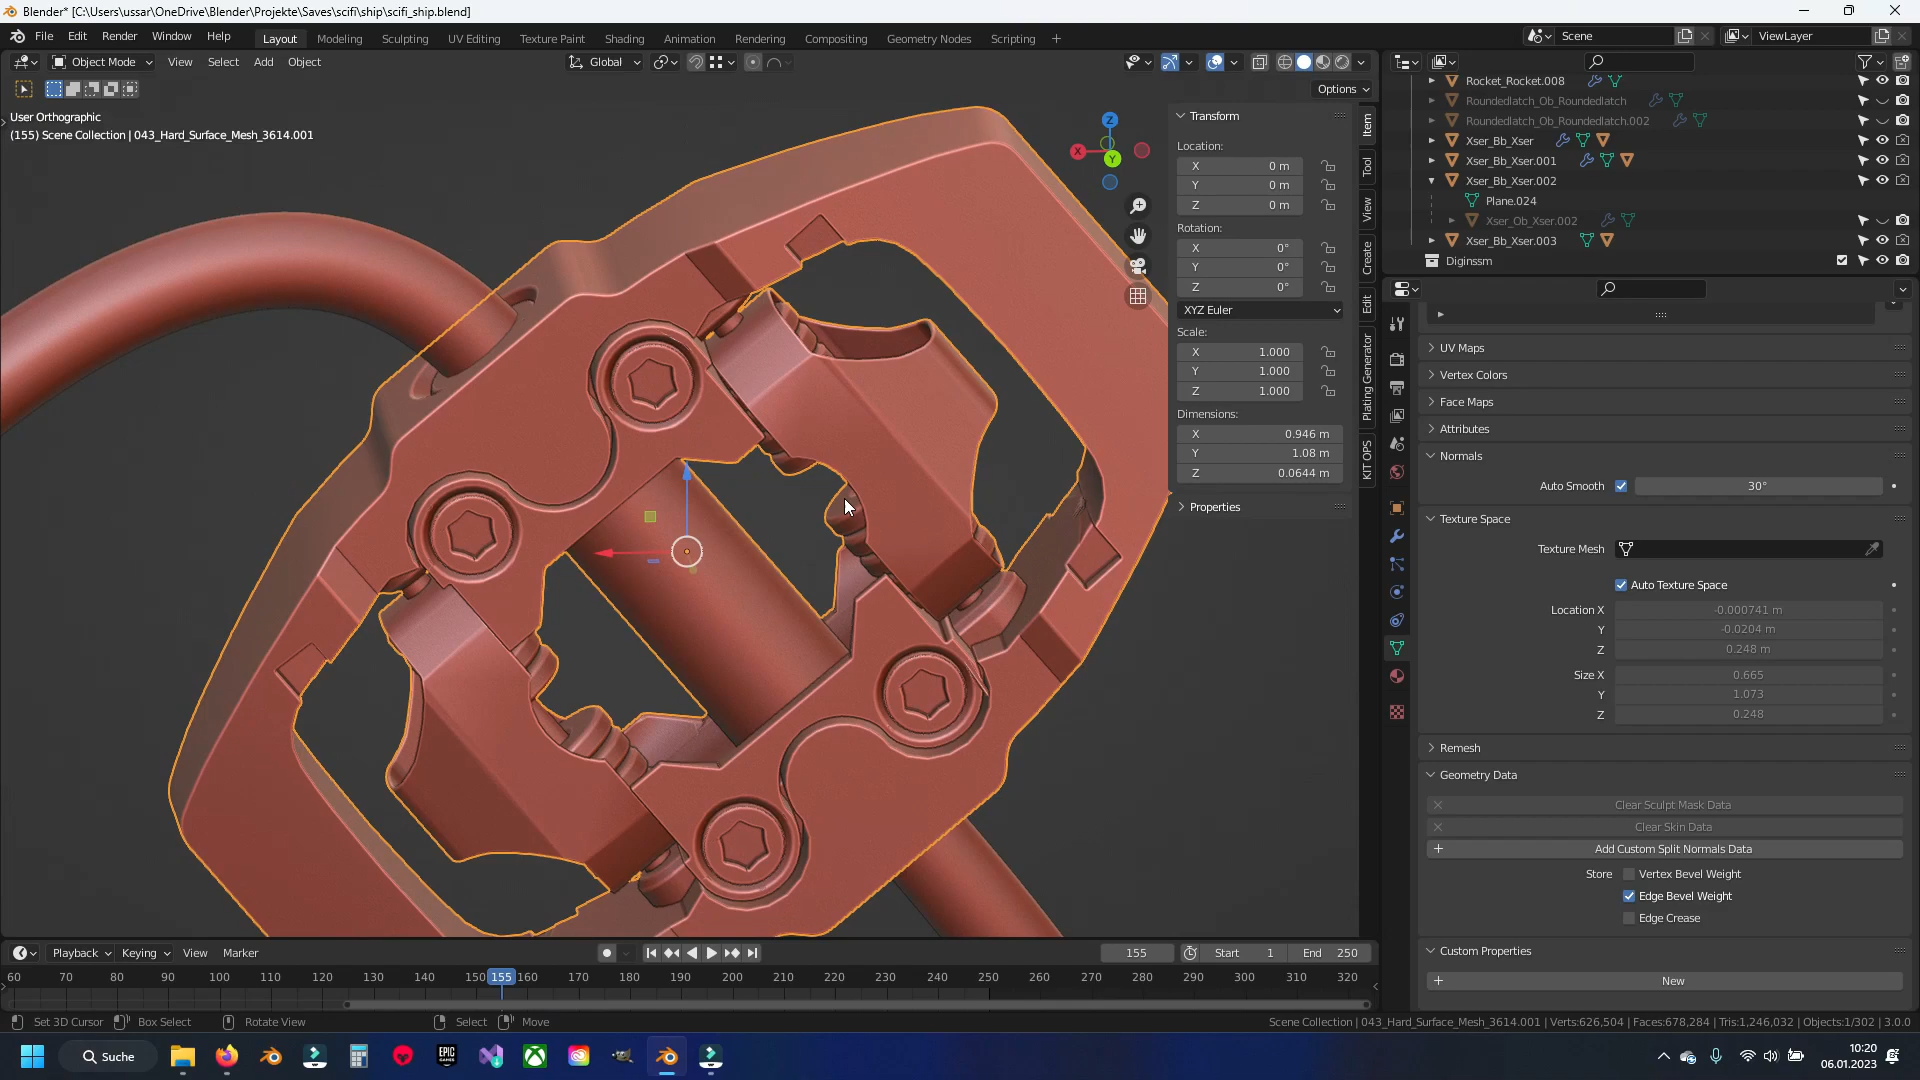 Blender* [C:\Users\ussar\OneDrive\Blender\Projekte\Saves\scifi\ship\scifi_ship.blend]
File Edit Render Window Help Layout Modeling Sculpting UV Editing Texture Paint Shading Animation Rendering Compositing Geometry Nodes Scripting + Scene ViewLayer
Object Mode View Select Add Object Global
Options
User Orthographic
(155) Scene Collection | 043_Hard_Surface_Mesh_3614.001
Z
X
Y
Transform
Location:
X 0 m
Y 0 m
Z 0 m
Rotation:
X 0°
Y 0°
Z 0°
XYZ Euler
Scale:
X 1.000
Y 1.000
Z 1.000
Dimensions:
X 0.946 m
Y 1.08 m
Z 0.0644 m
Properties
Item
Tool
View
Create
Edit
Plating Generator
KIT OPS
Rocket_Rocket.008
Roundedlatch_Ob_Roundedlatch
Roundedlatch_Ob_Roundedlatch.002
Xser_Bb_Xser
Xser_Bb_Xser.001
Xser_Bb_Xser.002
Plane.024
Xser_Ob_Xser.002
Xser_Bb_Xser.003
Diginssm
UV Maps
Vertex Colors
Face Maps
Attributes
Normals
Auto Smooth 30°
Texture Space
Texture Mesh
Auto Texture Space
Location X -0.000741 m
Y -0.0204 m
Z 0.248 m
Size X 0.665
Y 1.073
Z 0.248
Remesh
Geometry Data
Clear Sculpt Mask Data
Clear Skin Data
Add Custom Split Normals Data
Store Vertex Bevel Weight
Edge Bevel Weight
Edge Crease
Custom Properties
New
Playback Keying View Marker 155 Start 1 End 250
60 70 80 90 100 110 120 130 140 150 155 160 170 180 190 200 210 220 230 240 250 260 270 280 290 300 310 320
Set 3D Cursor Box Select Rotate View Select Move Scene Collection | 043_Hard_Surface_Mesh_3614.001 | Verts:626,504 | Faces:678,284 | Tris:1,246,032 | Objects:1/302 | 3.0.0
Suche
EPIC GAMES
10:20
06.01.2023